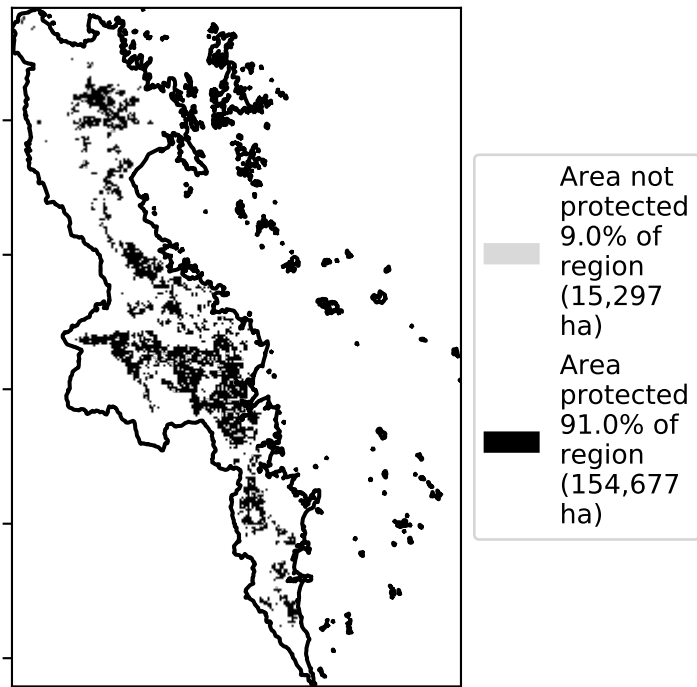 Area not
protected
9.0% of
region
(15,297
ha)
Area
protected
91.0% of
region
(154,677
ha)